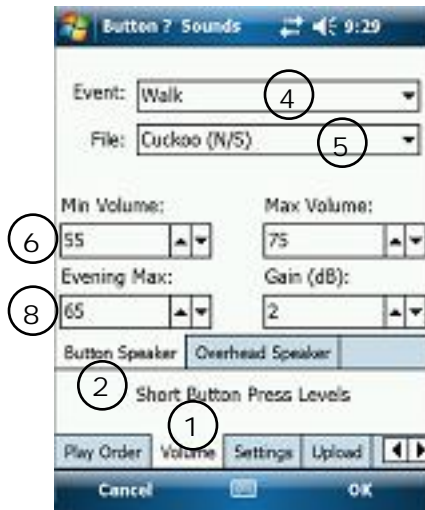 Button ? Sounds 9:29
Event: Walk 4
File: Cuckoo (N/S) 5
Min Volume: Max Volume:
6 55 75
Evening Max: Gain (dB):
8 65 2
Button Speaker Overhead Speaker
2 Short Button Press Levels
1
Play Order Volume Settings Upload
Cancel OK